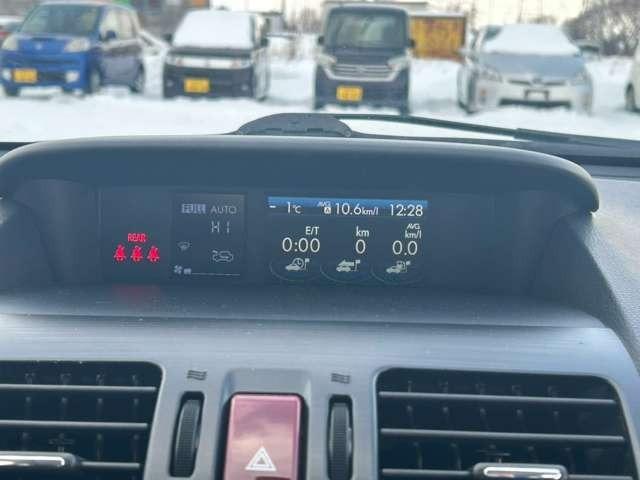 FULL AUTO
HI
REAR
- 1°C AVG A 10.6km/l 12:28
E/T km AVG km/l
0:00 0 0.0